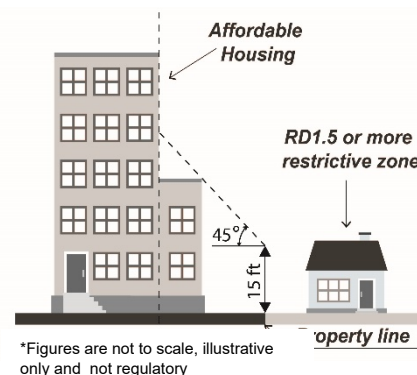 Affordable
Housing
RD1.5 or more
restrictive zone
45°
15 ft
roperty line
*Figures are not to scale, illustrative
only and not regulatory